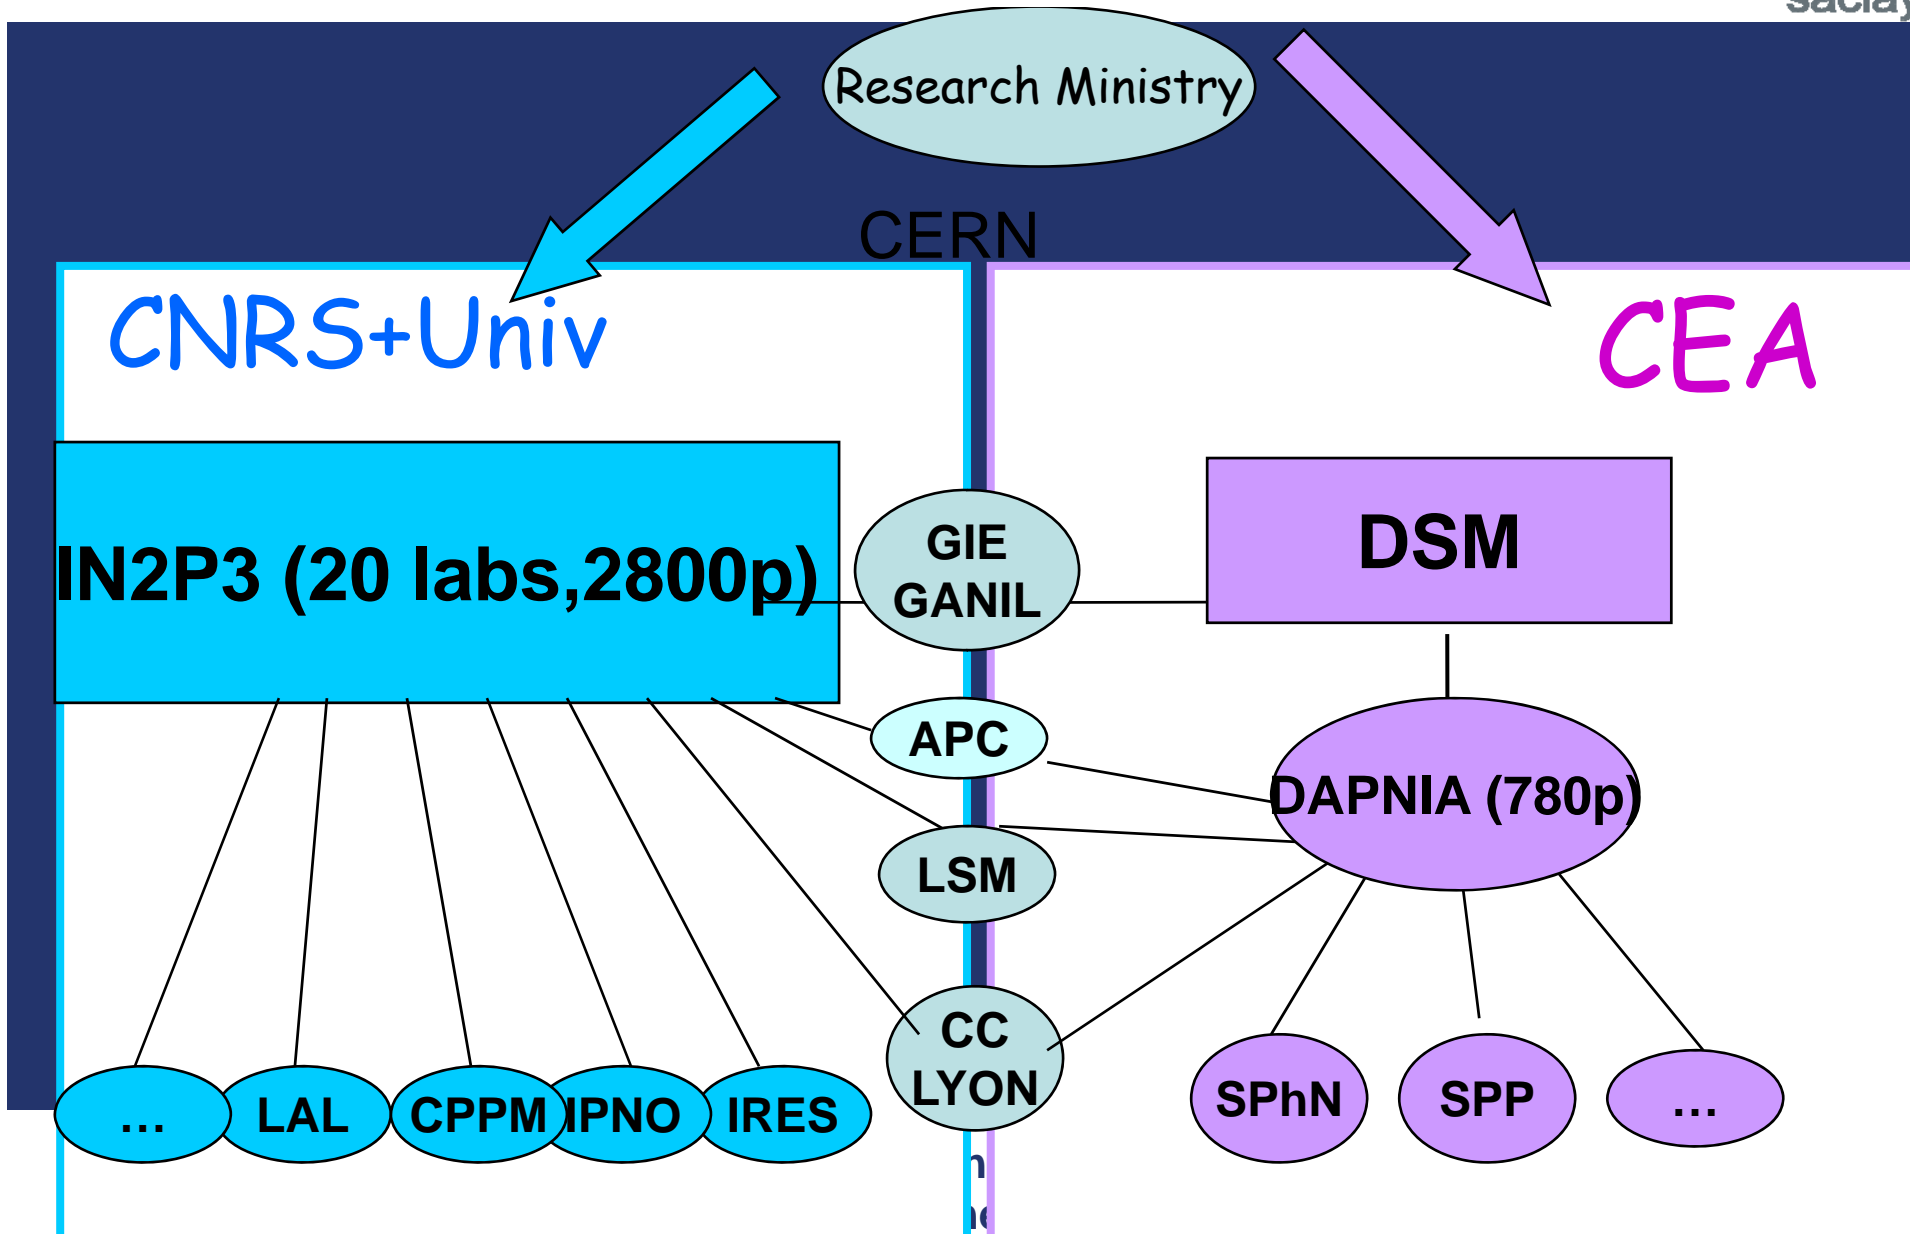 saclay
Research Ministry
CERN
CNRS+Univ
CEA
IN2P3 (20 labs,2800p)
GIE
GANIL
DSM
APC
DAPNIA (780p)
LSM
CC
LYON
… LAL CPPM IPNO IRES
SPhN SPP …